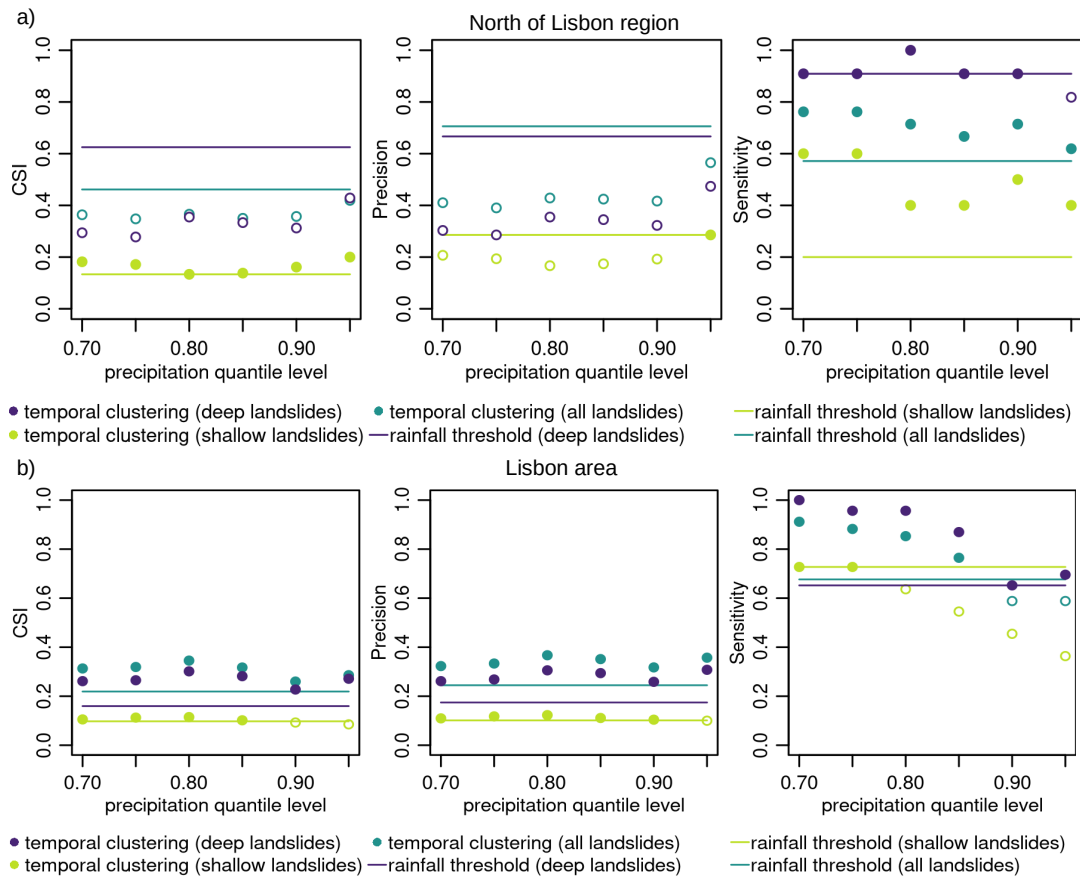 a)
North of Lisbon region
CSI
0.0 0.2 0.4 0.6 0.8 1.0
0.70 0.80 0.90
precipitation quantile level
Precision
0.0 0.2 0.4 0.6 0.8 1.0
0.70 0.80 0.90
precipitation quantile level
Sensitivity
0.0 0.2 0.4 0.6 0.8 1.0
0.70 0.80 0.90
precipitation quantile level
temporal clustering (deep landslides) temporal clustering (all landslides) rainfall threshold (shallow landslides)
temporal clustering (shallow landslides) rainfall threshold (deep landslides) rainfall threshold (all landslides)
b)
Lisbon area
CSI
0.0 0.2 0.4 0.6 0.8 1.0
0.70 0.80 0.90
precipitation quantile level
Precision
0.0 0.2 0.4 0.6 0.8 1.0
0.70 0.80 0.90
precipitation quantile level
Sensitivity
0.0 0.2 0.4 0.6 0.8 1.0
0.70 0.80 0.90
precipitation quantile level
temporal clustering (deep landslides) temporal clustering (all landslides) rainfall threshold (shallow landslides)
temporal clustering (shallow landslides) rainfall threshold (deep landslides) rainfall threshold (all landslides)